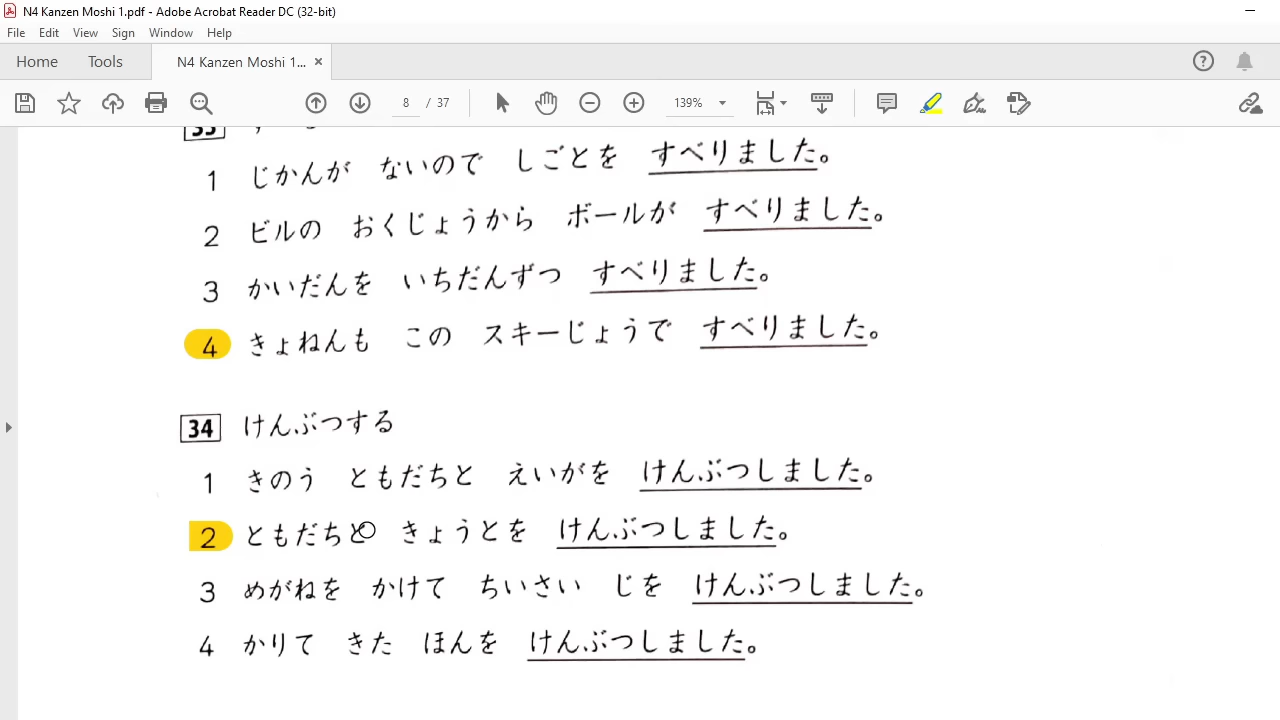 N4 Kanzen Moshi 1.pdf - Adobe Acrobat Reader DC (32-bit)
File Edit View Sign Window Help
Home Tools N4 Kanzen Moshi 1... ×
8 / 37 139%
33
1 じかんが ないので しごとを すべりました。
2 ビルの おくじょうから ボールが すべりました。
3 かいだんを いちだんずつ すべりました。
4 きょねんも この スキーじょうで すべりました。
34 けんぶつする
1 きのう ともだちと えいがを けんぶつしました。
2 ともだちと きょうとを けんぶつしました。
3 めがねを かけて ちいさい じを けんぶつしました。
4 かりて きた ほんを けんぶつしました。